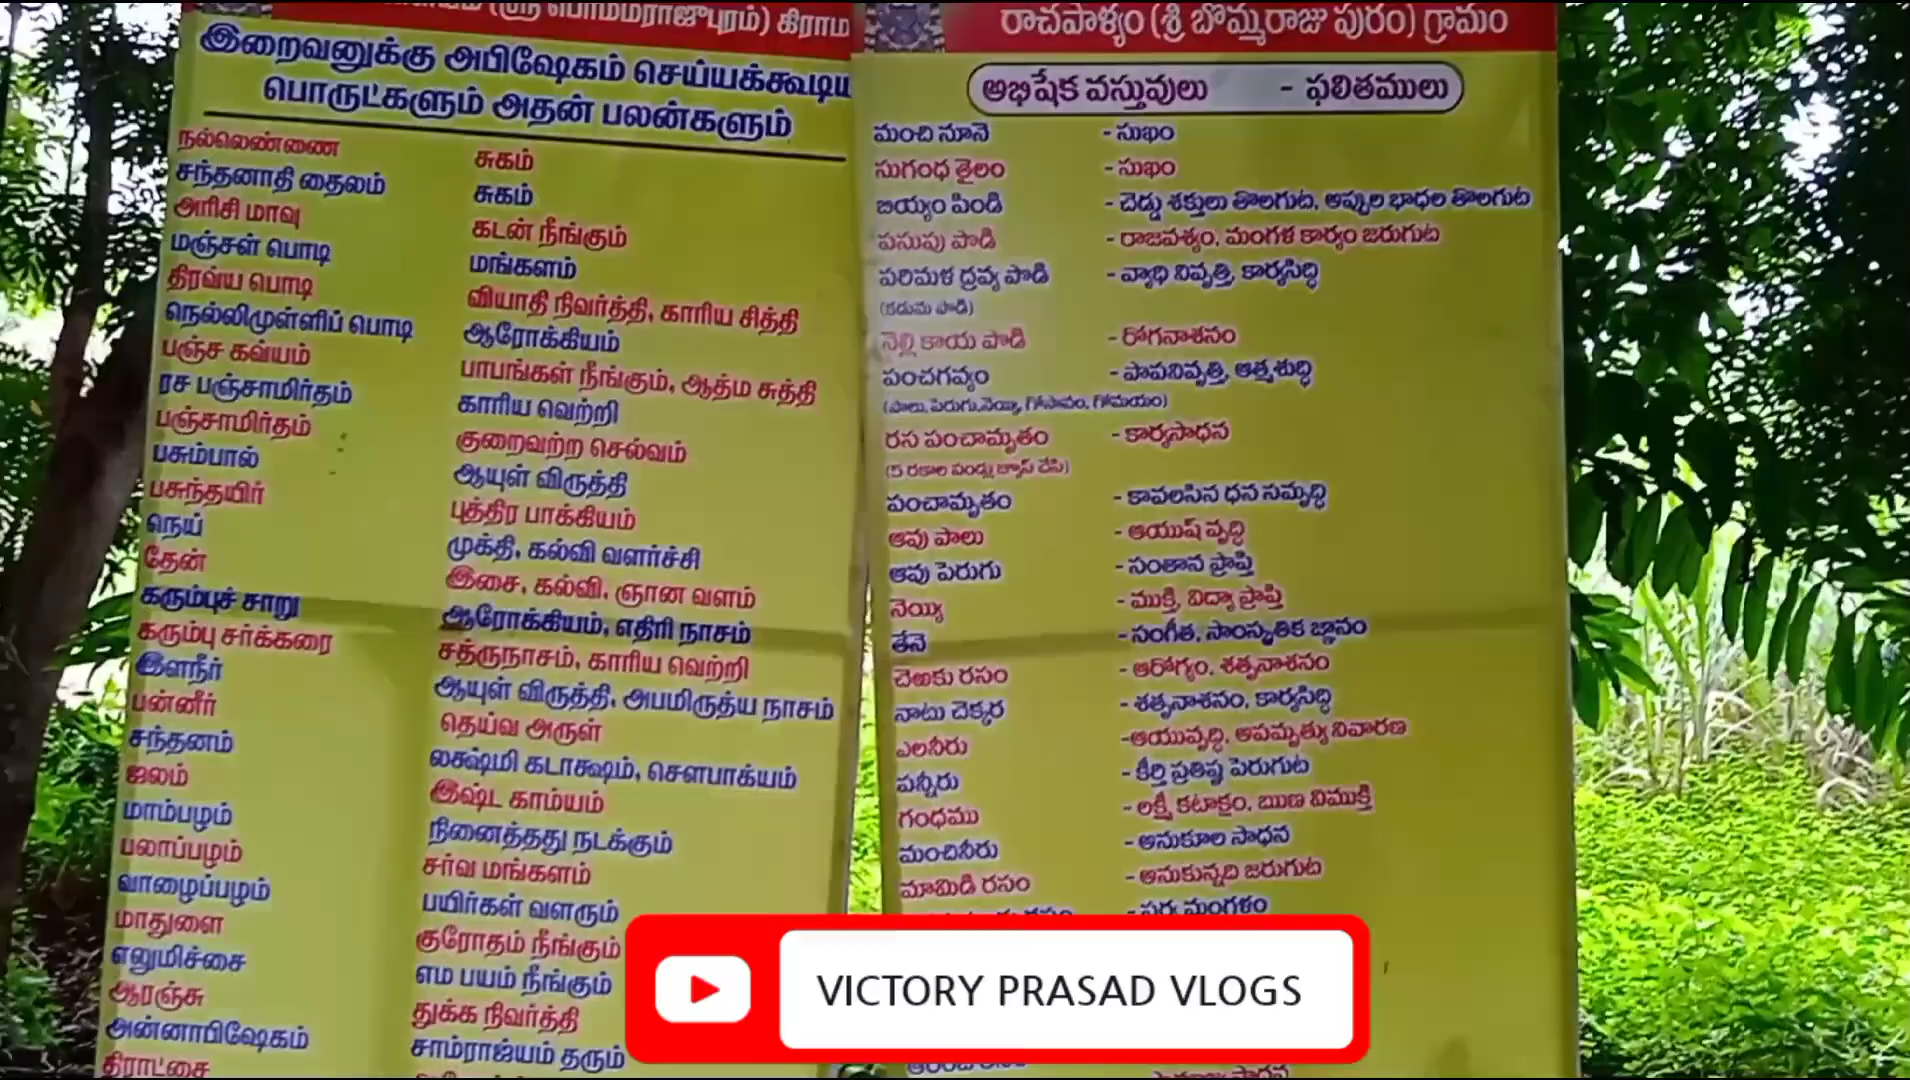 (ஸ்ரீ பொம்மராஜுபுரம்) கிராம
இறைவனுக்கு அபிஷேகம் செய்யக்கூடிய
பொருட்களும் அதன் பலன்களும்
நல்லெண்ணை சுகம்
சந்தனாதி தைலம் சுகம்
அரிசி மாவு கடன் நீங்கும்
மஞ்சள் பொடி மங்களம்
திரவ்ய பொடி வியாதி நிவர்த்தி, காரிய சித்தி
நெல்லிமுள்ளிப் பொடி ஆரோக்கியம்
பஞ்ச கவ்யம் பாபங்கள் நீங்கும், ஆத்ம சுத்தி
ரச பஞ்சாமிர்தம் காரிய வெற்றி
பஞ்சாமிர்தம் குறைவற்ற செல்வம்
பசும்பால் ஆயுள் விருத்தி
பசுந்தயிர் புத்திர பாக்கியம்
நெய் முக்தி, கல்வி வளர்ச்சி
தேன் இசை, கல்வி, ஞான வளம்
கரும்புச் சாறு ஆரோக்கியம், எதிரி நாசம்
கரும்பு சர்க்கரை சத்ருநாசம், காரிய வெற்றி
இளநீர் ஆயுள் விருத்தி, அபமிருத்ய நாசம்
பன்னீர் தெய்வ அருள்
சந்தனம் லக்ஷ்மி கடாக்ஷம், சௌபாக்யம்
ஜலம் இஷ்ட காம்யம்
மாம்பழம் நினைத்தது நடக்கும்
பலாப்பழம் சர்வ மங்களம்
வாழைப்பழம் பயிர்கள் வளரும்
மாதுளை குரோதம் நீங்கும்
எலுமிச்சை எம பயம் நீங்கும்
ஆரஞ்சு துக்க நிவர்த்தி
அன்னாபிஷேகம் சாம்ராஜ்யம் தரும்
திராட்சை
రాచపాళ్యం (శ్రీ బొమ్మరాజు పురం) గ్రామం
అభిషేక వస్తువులు - ఫలితములు
మంచి నూనె - సుఖం
సుగంధ తైలం - సుఖం
బియ్యం పిండి - చెడ్డు శక్తులు తొలగుట, అప్పుల భాధల తొలగుట
పసుపు పొడి - రాజవశ్యం, మంగళ కార్యం జరుగుట
పరిమళ ద్రవ్య పొడి - వ్యాధి నివృత్తి, కార్యసిద్ధి
(కదుమ పొడి)
నెల్లి కాయ పొడి - రోగనాశనం
పంచగవ్యం - పాపనివృత్తి, ఆత్మశుద్ధి
(పాలు, పెరుగు, నెయ్యి, గోపానం, గోమయం)
రస పంచామృతం - కార్యసాధన
(5 రకాల పండ్లు జ్యూస్ చేసి)
పంచామృతం - కావలసిన ధన సమృద్ధి
ఆవు పాలు - ఆయుష్ వృద్ధి
ఆవు పెరుగు - సంతాన ప్రాప్తి
నెయ్యి - ముక్తి, విద్యా ప్రాప్తి
తేనె - సంగీత, సాంస్కృతిక జ్ఞానం
చెఱకు రసం - ఆరోగ్యం, శతృనాశనం
నాటు చెక్కర - శతృనాశనం, కార్యసిద్ధి
ఎలనీరు -ఆయువృద్ధి, అపమృత్యు నివారణ
పన్నీరు - కీర్తి ప్రతిష్ఠ పెరుగుట
గంధము - లక్ష్మీ కటాక్షం, ఋణ విముక్తి
మంచినీరు - అనుకూల సాధన
మామిడి రసం - అనుకున్నది జరుగుట
- సర్వ మంగళం
VICTORY PRASAD VLOGS